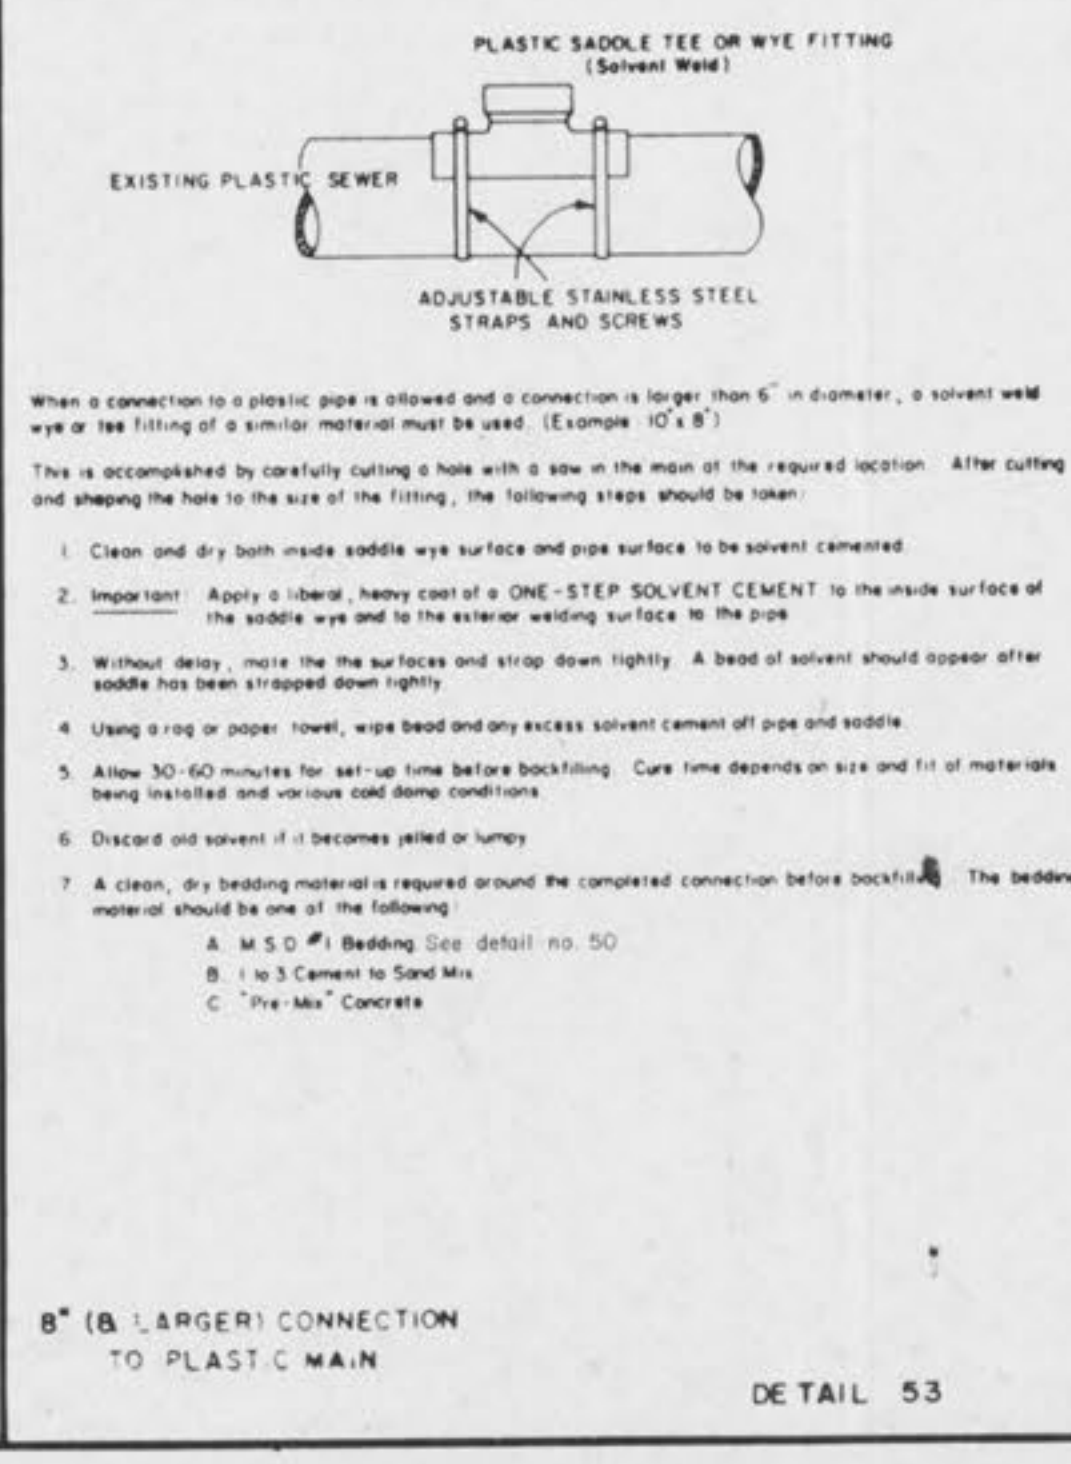 PLASTIC SADDLE TEE OR WYE FITTING
(Solvent Weld)
EXISTING PLASTIC SEWER
ADJUSTABLE STAINLESS STEEL
STRAPS AND SCREWS
When a connection to a plastic pipe is allowed and a connection is larger than 6" in diameter, a solvent weld
wye or tee fitting of a similar material must be used. (Example 10"x 8")
This is accomplished by carefully cutting a hole with a saw in the main at the required location. After cutting
and shaping the hole to the size of the fitting, the following steps should be taken:
1. Clean and dry both inside saddle wye surface and pipe surface to be solvent cemented.
2. Important: Apply a liberal, heavy coat of a ONE-STEP SOLVENT CEMENT to the inside surface of
the saddle wye and to the exterior welding surface to the pipe.
3. Without delay, mate the the surfaces and strap down tightly. A bead of solvent should appear after
saddle has been strapped down tightly.
4. Using a rag or paper towel, wipe bead and any excess solvent cement off pipe and saddle.
5. Allow 30-60 minutes for set-up time before backfilling. Cure time depends on size and fit of materials
being installed and various cold damp conditions.
6. Discard old solvent if it becomes jelled or lumpy.
7. A clean, dry bedding material is required around the completed connection before backfilling. The bedding
material should be one of the following:
A. M.S.D. #1 Bedding. See detail no. 50
B. 1 to 3 Cement to Sand Mix
C. "Pre-Mix" Concrete
8" (& LARGER) CONNECTION
TO PLASTIC MAIN
DETAIL 53